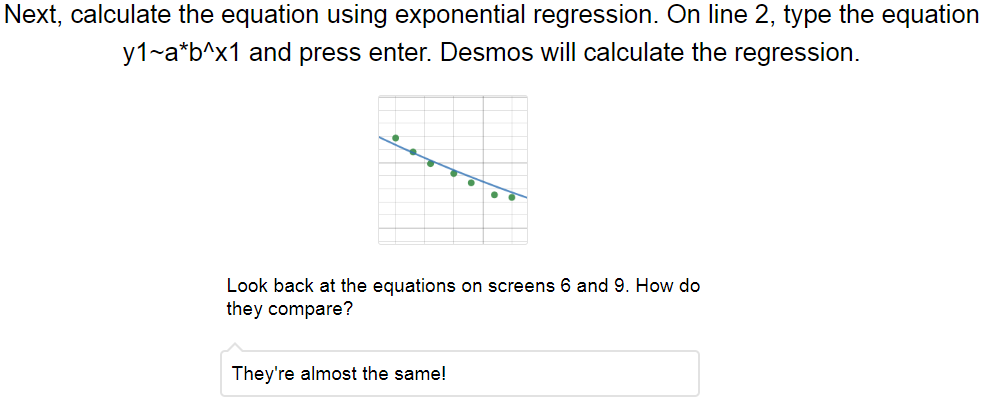 Next, calculate the equation using exponential regression. On line 2, type the equation
y1~a*b^x1 and press enter. Desmos will calculate the regression.
Look back at the equations on screens 6 and 9. How do
they compare?
They're almost the same!